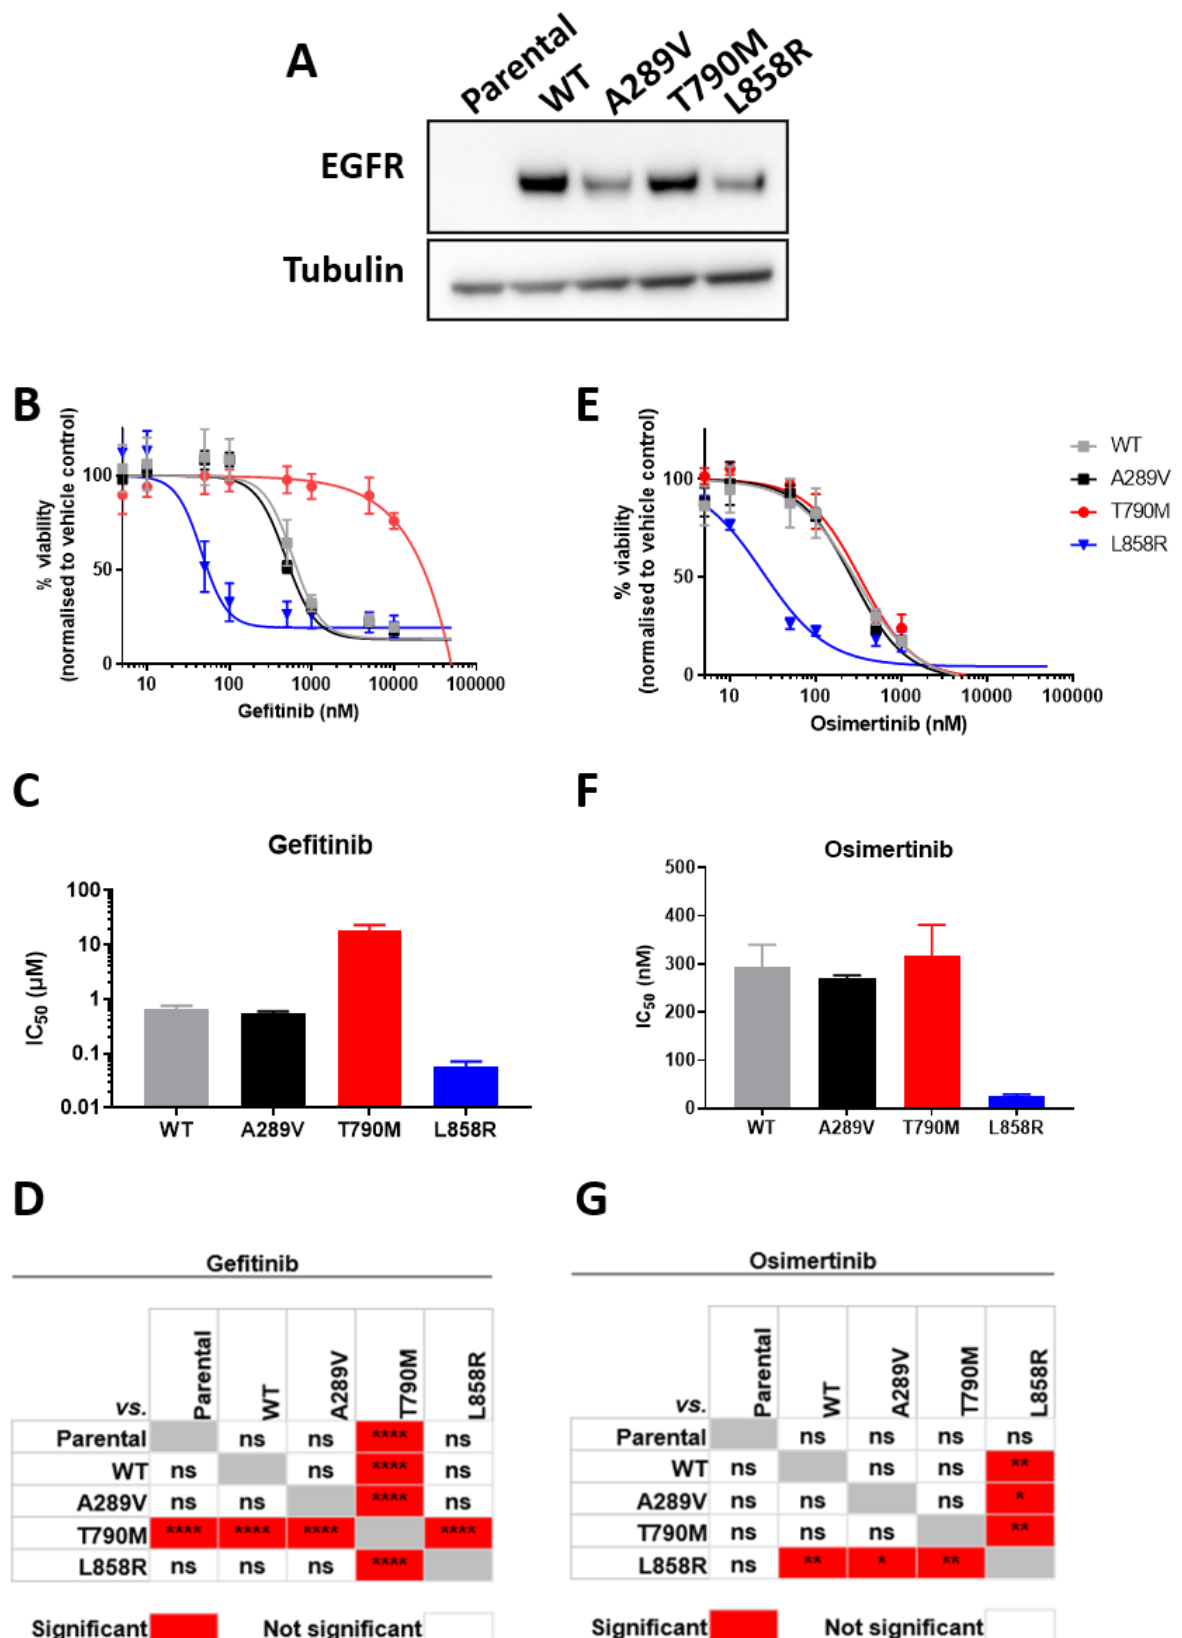 A
Parental
WT
A289V
T790M
L858R
EGFR
Tubulin
B
% viability
(normalised to vehicle control)
100
50
0
10 100 1000 10000 100000
Gefitinib (nM)
E
% viability
(normalised to vehicle control)
100
50
0
10 100 1000 10000 100000
Osimertinib (nM)
WT
A289V
T790M
L858R
C
Gefitinib
IC50 (µM)
100
10
1
0.1
0.01
WT A289V T790M L858R
F
Osimertinib
IC50 (nM)
500
400
300
200
100
0
WT A289V T790M L858R
D
Gefitinib
vs. Parental WT A289V T790M L858R
Parental ns ns **** ns
WT ns ns **** ns
A289V ns ns **** ns
T790M **** **** **** ****
L858R ns ns ns ****
Significant Not significant
G
Osimertinib
vs. Parental WT A289V T790M L858R
Parental ns ns ns ns
WT ns ns ns **
A289V ns ns ns *
T790M ns ns ns **
L858R ns ** * **
Significant Not significant